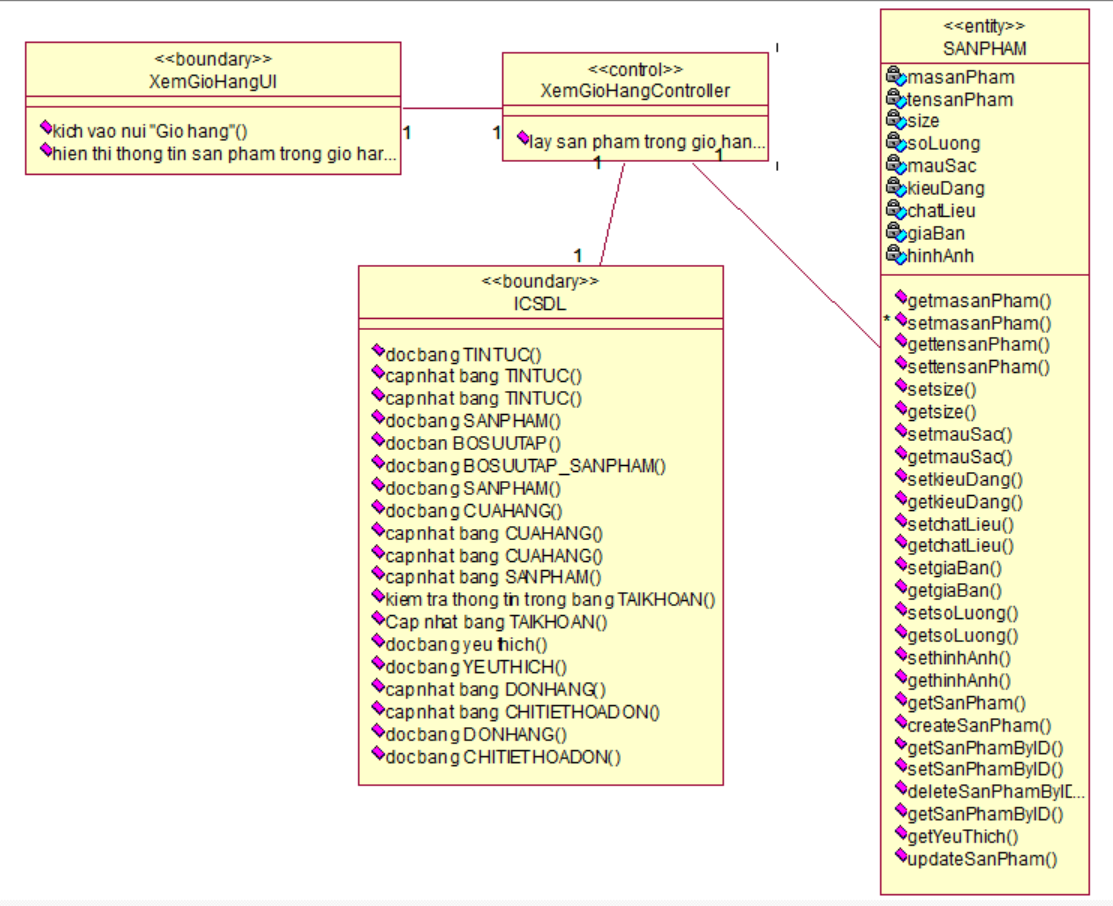 <<boundary>>
XemGioHangUI
kich vao nui "Gio hang"()
hien thi thong tin san pham trong gio har...
1
1
<<control>>
XemGioHangController
lay san pham trong gio han...
1
1
1
<<boundary>>
ICSDL
docbang TINTUC()
capnhat bang TINTUC()
capnhat bang TINTUC()
docbang SANPHAM()
docban BOSUUTAP()
docbang BOSUUTAP_SANPHAM()
docbang SANPHAM()
docbang CUAHANG()
capnhat bang CUAHANG()
capnhat bang CUAHANG()
capnhat bang SANPHAM()
kiem tra thong tin trong bang TAIKHOAN()
Cap nhat bang TAIKHOAN()
docbang yeu thich()
docbang YEUTHICH()
capnhat bang DONHANG()
capnhat bang CHITIETHOADON()
docbang DONHANG()
docbang CHITIETHOADON()
<<entity>>
SANPHAM
masanPham
tensanPham
size
soLuong
mauSac
kieuDang
chatLieu
giaBan
hinhAnh
getmasanPham()
* setmasanPham()
gettensanPham()
settensanPham()
setsize()
getsize()
setmauSac()
getmauSac()
setkieuDang()
getkieuDang()
setchatLieu()
getchatLieu()
setgiaBan()
getgiaBan()
setsoLuong()
getsoLuong()
sethinhAnh()
gethinhAnh()
getSanPham()
createSanPham()
getSanPhamByID()
setSanPhamByID()
deleteSanPhamByID...
getSanPhamByID()
getYeuThich()
updateSanPham()